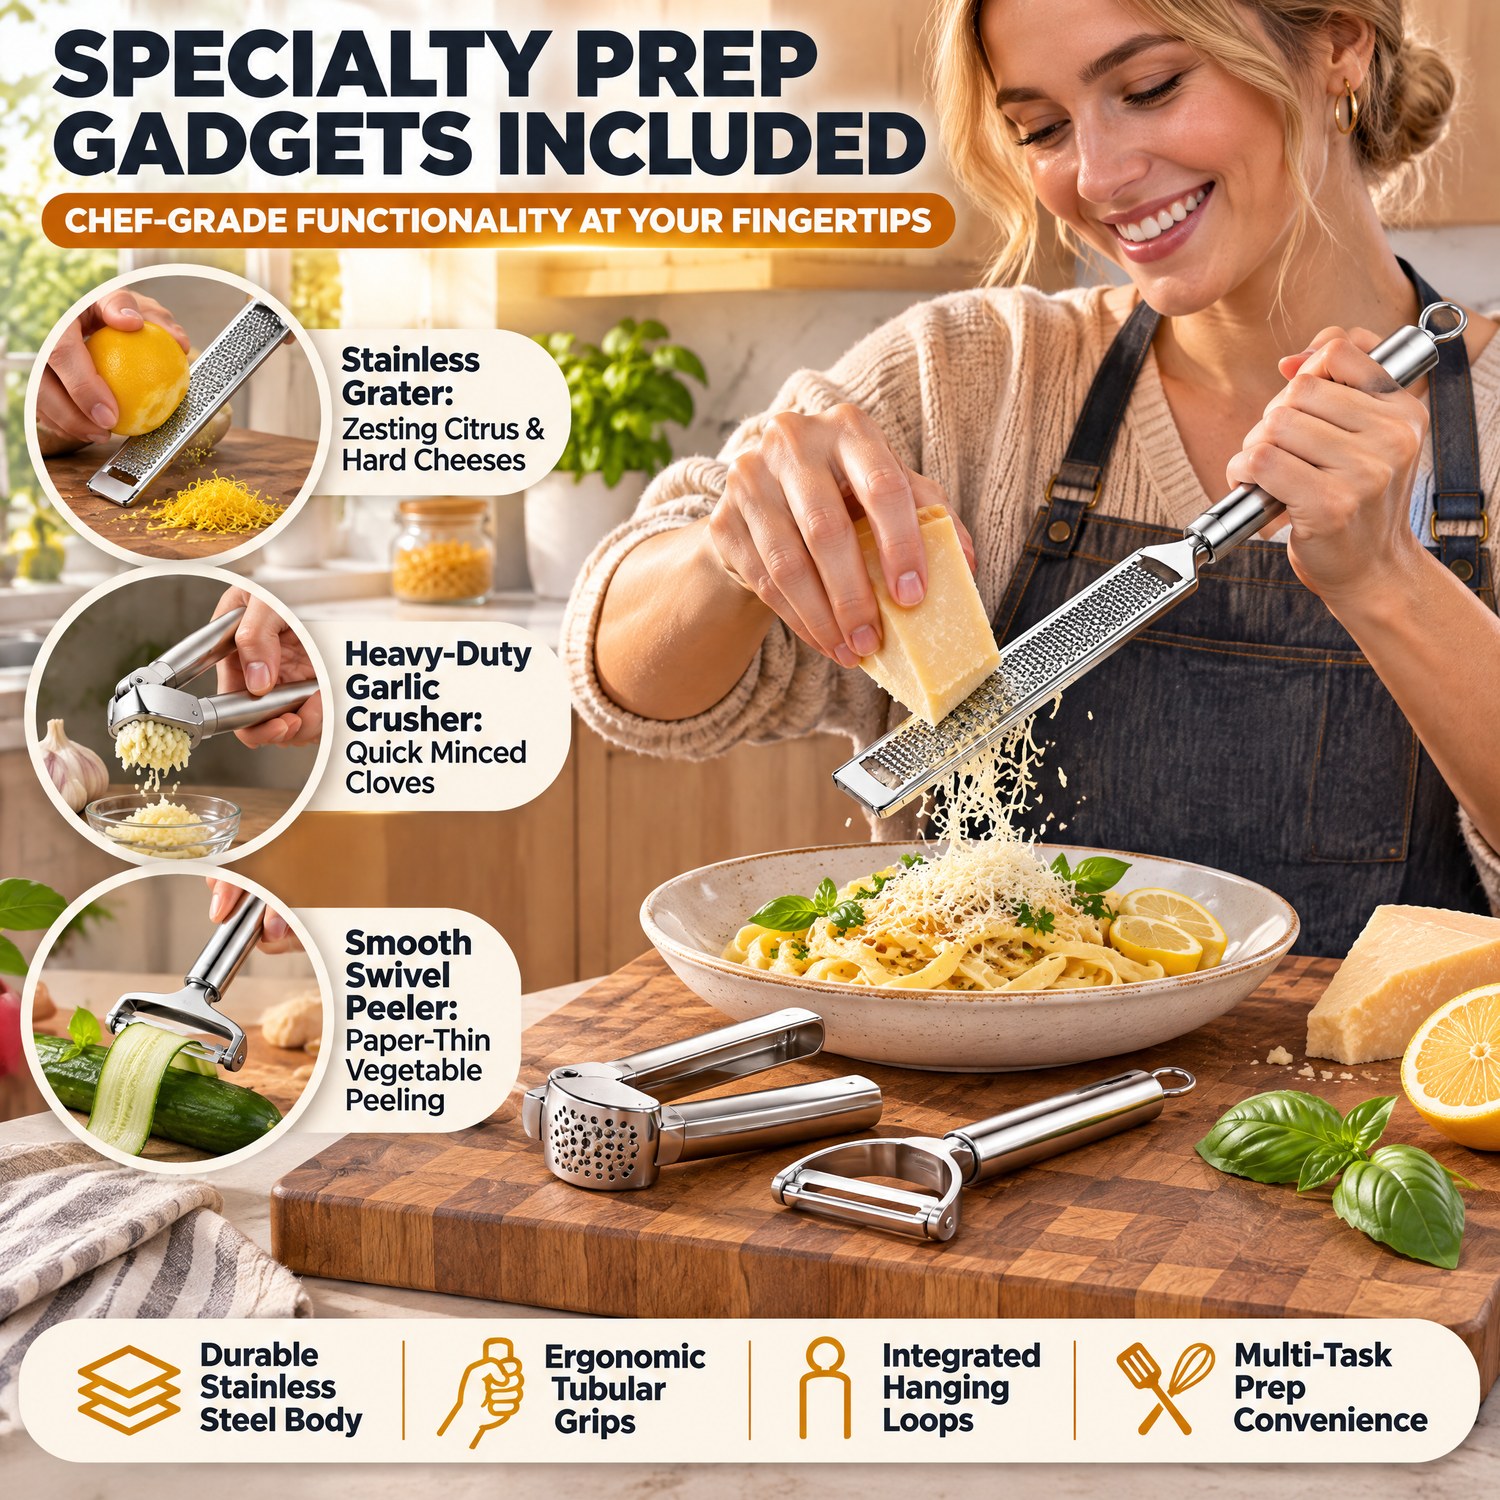 SPECIALTY PREP
GADGETS INCLUDED
CHEF-GRADE FUNCTIONALITY AT YOUR FINGERTIPS
Stainless
Grater:
Zesting Citrus &
Hard Cheeses
Heavy-Duty
Garlic
Crusher:
Quick Minced
Cloves
Smooth
Swivel
Peeler:
Paper-Thin
Vegetable
Peeling
Durable
Stainless
Steel Body
Ergonomic
Tubular
Grips
Integrated
Hanging
Loops
Multi-Task
Prep
Convenience